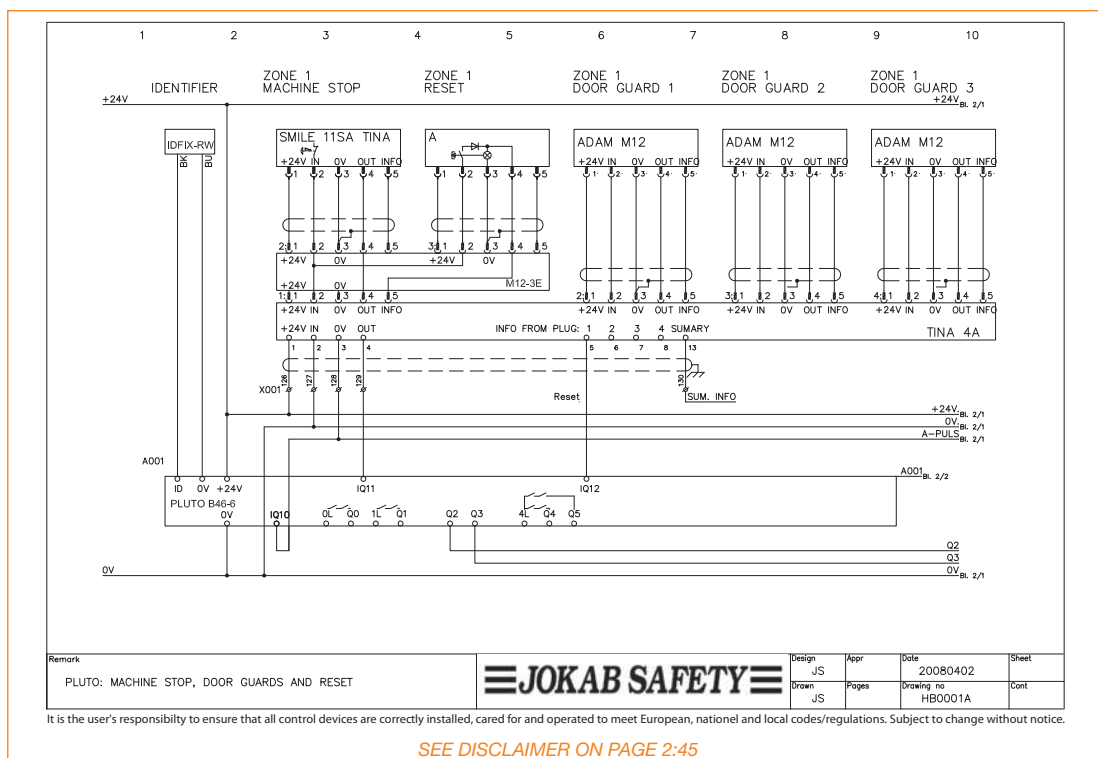 1 2 3 4 5 6 7 8 9 10
IDENTIFIER
ZONE 1
MACHINE STOP
ZONE 1
RESET
ZONE 1
DOOR GUARD 1
ZONE 1
DOOR GUARD 2
ZONE 1
DOOR GUARD 3
+24V +24V Bl. 2/1
IDFIX-RW
BK BU
SMILE 11SA TINA
+24V IN 0V OUT INFO
1 2 3 4 5
A
1 2 3 4 5
ADAM M12
+24V IN 0V OUT INFO
1 2 3 4 5
ADAM M12
+24V IN 0V OUT INFO
1 2 3 4 5
ADAM M12
+24V IN 0V OUT INFO
1 2 3 4 5
2:1 2 3 4 5 3:1 2 3 4 5
+24V 0V +24V 0V
M12-3E
+24V 0V
1:1 2 3 4 5 2:1 2 3 4 5 3:1 2 3 4 5 4:1 2 3 4 5
+24V IN 0V OUT INFO +24V IN 0V OUT INFO +24V IN 0V OUT INFO +24V IN 0V OUT INFO
+24V IN 0V OUT INFO FROM PLUG: 1 2 3 4 SUMARY
TINA 4A
1 2 3 4 5 6 7 8 13
X001 126 127 128 129 130
Reset
SUM. INFO
+24V Bl. 2/1
0V Bl. 2/1
A-PULS Bl. 2/1
A001 A001 Bl. 2/2
ID 0V +24V IQ11 IQ12
PLUTO B46-6
0V IQ10 0L Q0 1L Q1 Q2 Q3 4L Q4 Q5
Q2
Q3
0V 0V Bl. 2/1
Remark
PLUTO: MACHINE STOP, DOOR GUARDS AND RESET
JOKAB SAFETY
Design Appr Date Sheet
JS 20080402
Drawn Pages Drawing no Cont
JS HB0001A
It is the user's responsibilty to ensure that all control devices are correctly installed, cared for and operated to meet European, nationel and local codes/regulations. Subject to change without notice.
SEE DISCLAIMER ON PAGE 2:45